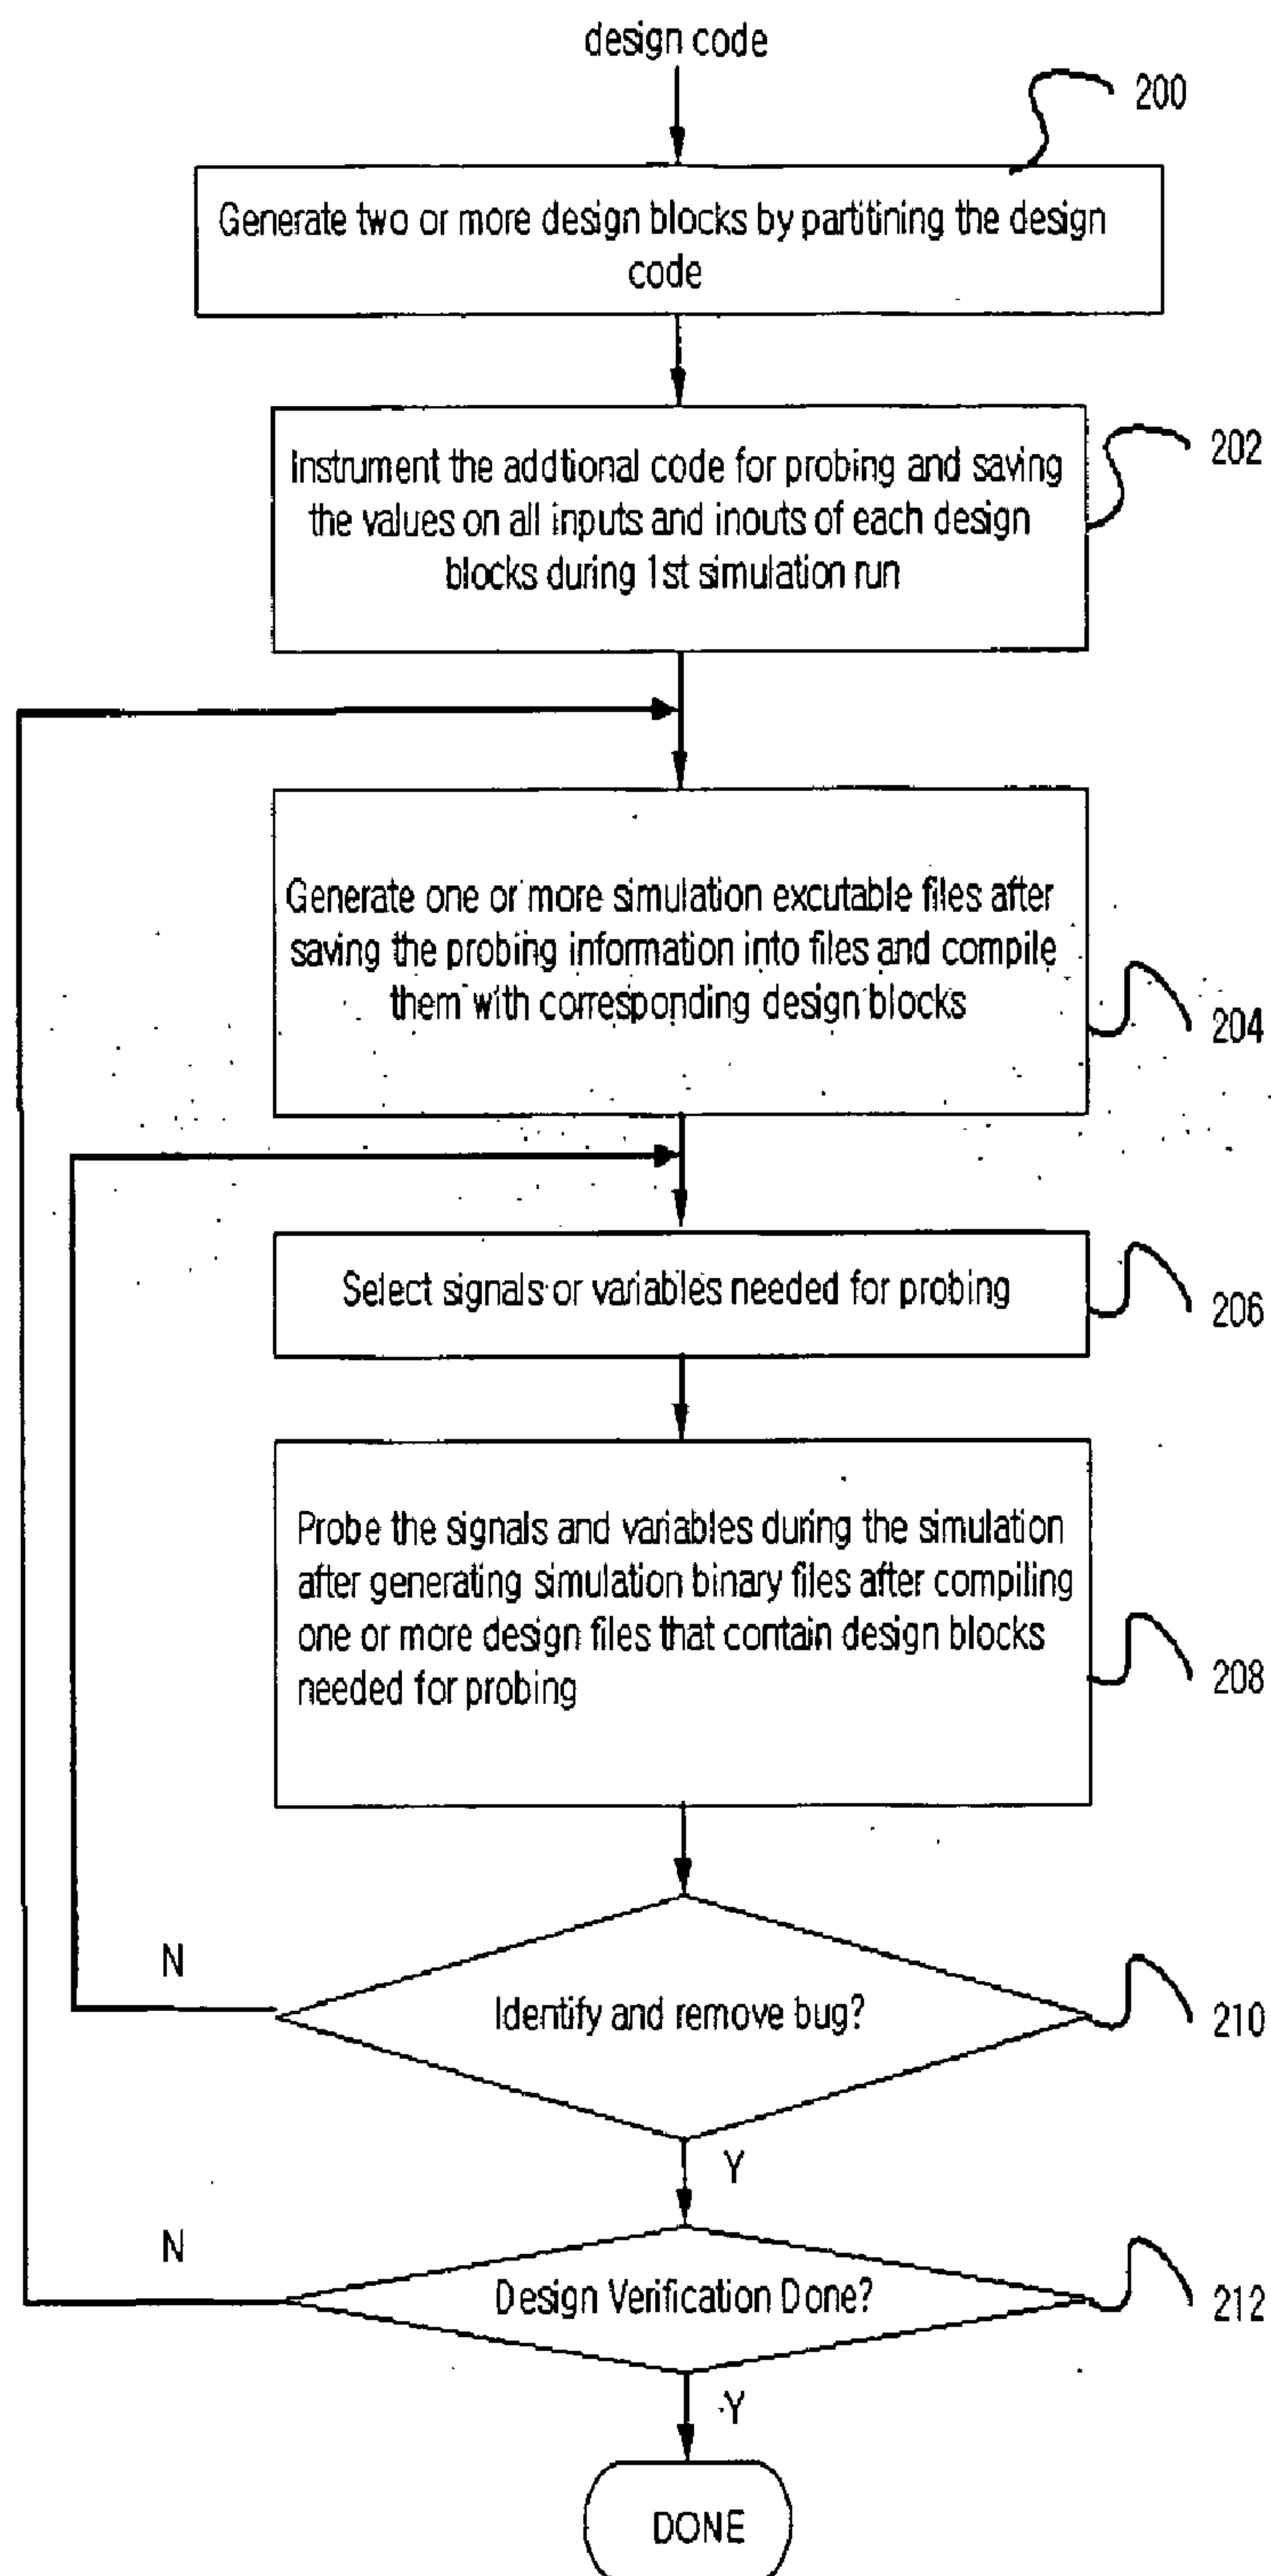 design code
200
Generate two or more design blocks by partitining the design
code
202
Instrument the addtional code for probing and saving
the values on all inputs and inouts of each design
blocks during 1st simulation run
Generate one or more simulation excutable files after
saving the probing information into files and compile
them with corresponding design blocks
204
Select signals or variables needed for probing
206
Probe the signals and variables during the simulation
after generating simulation binary files after compiling
one or more design files that contain design blocks
needed for probing
208
N
Identify and remove bug?
210
Y
N
Design Verification Done?
212
Y
DONE